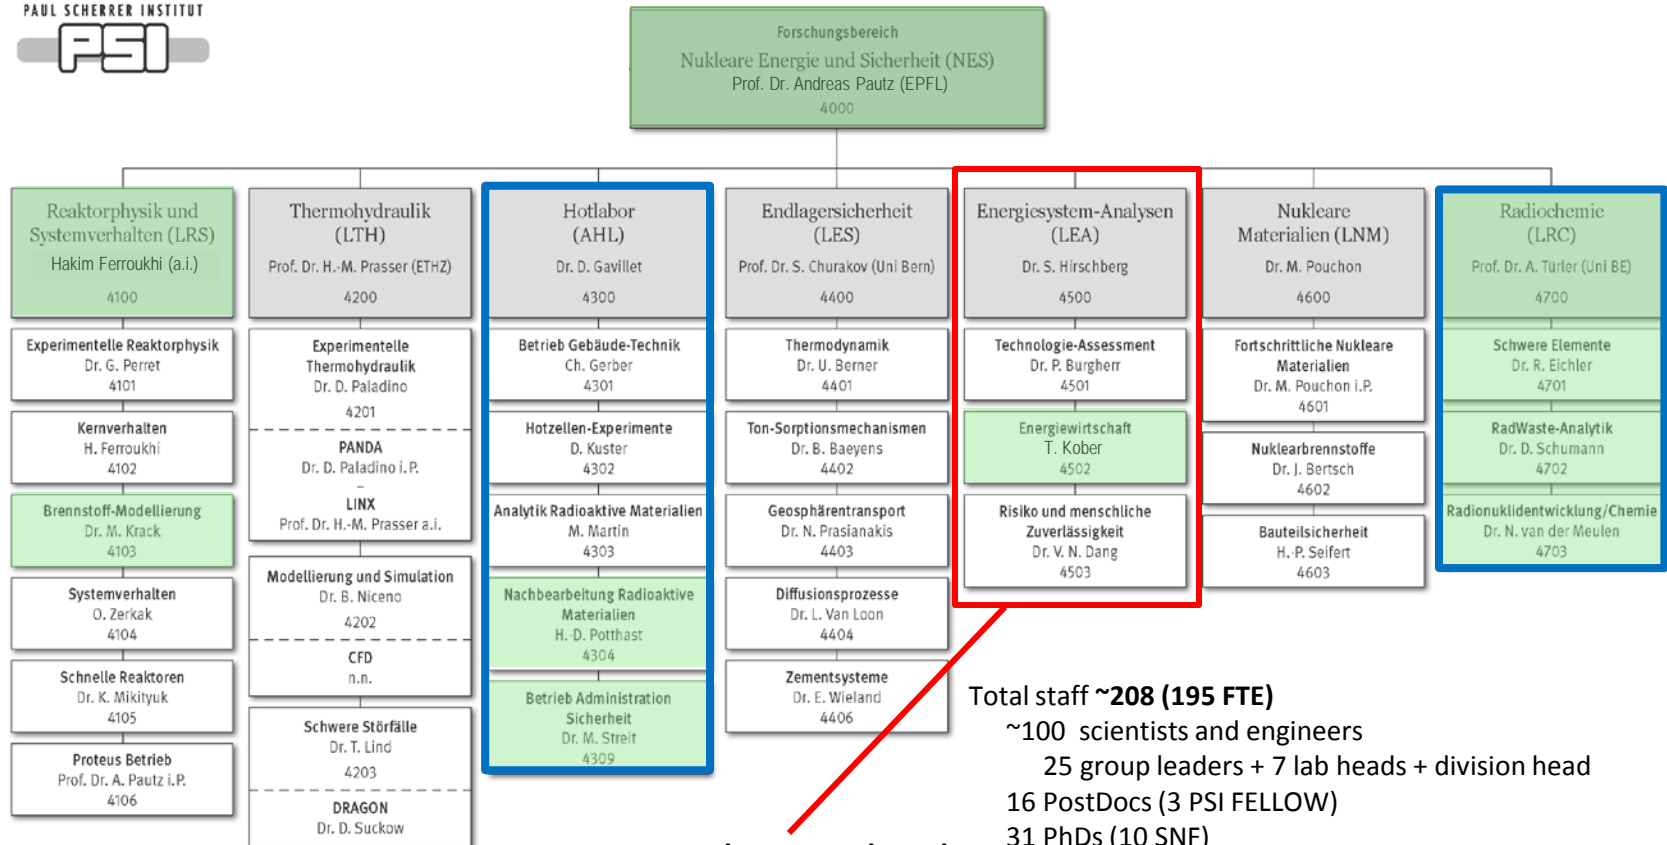 PAUL SCHERRER INSTITUT
PSI
Forschungsbereich
Nukleare Energie und Sicherheit (NES)
Prof. Dr. Andreas Pautz (EPFL)
4000
Reaktorphysik und
Systemverhalten (LRS)
Hakim Ferroukhi (a.i.)
4100
Experimentelle Reaktorphysik
Dr. G. Perret
4101
Kernverhalten
H. Ferroukhi
4102
Brennstoff-Modellierung
Dr. M. Krack
4103
Systemverhalten
O. Zerkak
4104
Schnelle Reaktoren
Dr. K. Mikityuk
4105
Proteus Betrieb
Prof. Dr. A. Pautz i.P.
4106
Thermohydraulik
(LTH)
Prof. Dr. H.-M. Prasser (ETHZ)
4200
Experimentelle
Thermohydraulik
Dr. D. Paladino
4201
PANDA
Dr. D. Paladino i.P.
–
LINX
Prof. Dr. H.-M. Prasser a.i.
Modellierung und Simulation
Dr. B. Niceno
4202
CFD
n.n.
Schwere Störfälle
Dr. T. Lind
4203
DRAGON
Dr. D. Suckow
Hotlabor
(AHL)
Dr. D. Gavillet
4300
Betrieb Gebäude-Technik
Ch. Gerber
4301
Hotzellen-Experimente
D. Kuster
4302
Analytik Radioaktive Materialien
M. Martin
4303
Nachbearbeitung Radioaktive
Materialien
H.-D. Potthast
4304
Betrieb Administration
Sicherheit
Dr. M. Streit
4309
Endlagersicherheit
(LES)
Prof. Dr. S. Churakov (Uni Bern)
4400
Thermodynamik
Dr. U. Berner
4401
Ton-Sorptionsmechanismen
Dr. B. Baeyens
4402
Geosphärentransport
Dr. N. Prasianakis
4403
Diffusionsprozesse
Dr. L. Van Loon
4404
Zementsysteme
Dr. E. Wieland
4406
Energiesystem-Analysen
(LEA)
Dr. S. Hirschberg
4500
Technologie-Assessment
Dr. P. Burgherr
4501
Energiewirtschaft
T. Kober
4502
Risiko und menschliche
Zuverlässigkeit
Dr. V. N. Dang
4503
Nukleare
Materialien (LNM)
Dr. M. Pouchon
4600
Fortschrittliche Nukleare
Materialien
Dr. M. Pouchon i.P.
4601
Nuklearbrennstoffe
Dr. J. Bertsch
4602
Bauteilsicherheit
H.-P. Seifert
4603
Radiochemie
(LRC)
Prof. Dr. A. Türler (Uni BE)
4700
Schwere Elemente
Dr. R. Eichler
4701
RadWaste-Analytik
Dr. D. Schumann
4702
Radionuklidentwicklung/Chemie
Dr. N. van der Meulen
4703
Total staff ~208 (195 FTE)
~100 scientists and engineers
25 group leaders + 7 lab heads + division head
16 PostDocs (3 PSI FELLOW)
31 PhDs (10 SNF)